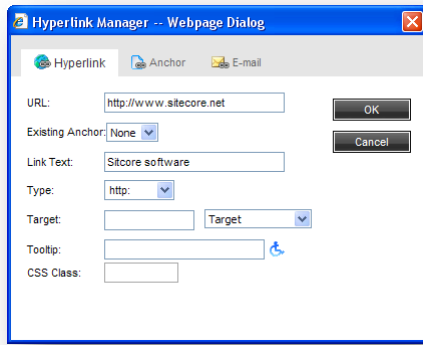 Hyperlink Manager -- Webpage Dialog
Hyperlink Anchor E-mail
URL: http://www.sitecore.net OK
Existing Anchor: None Cancel
Link Text: Sitcore software
Type: http:
Target: Target
Tooltip:
CSS Class: